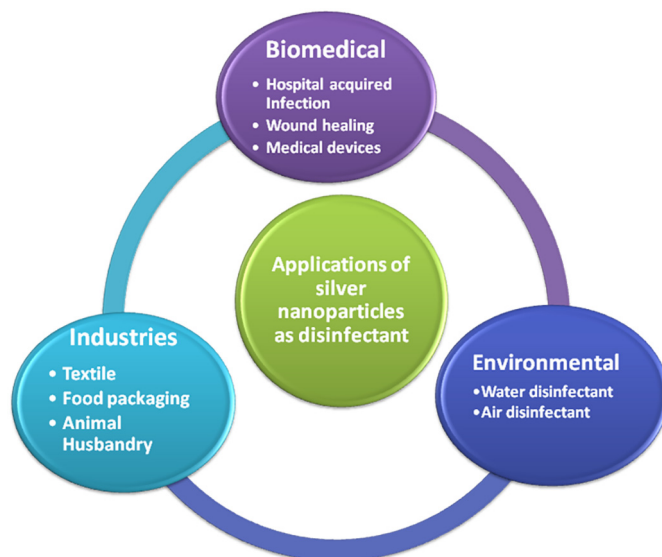 Biomedical
• Hospital acquired
Infection
• Wound healing
• Medical devices
Applications of
silver
nanoparticles
as disinfectant
Industries
• Textile
• Food packaging
• Animal
Husbandry
Environmental
•Water disinfectant
•Air disinfectant